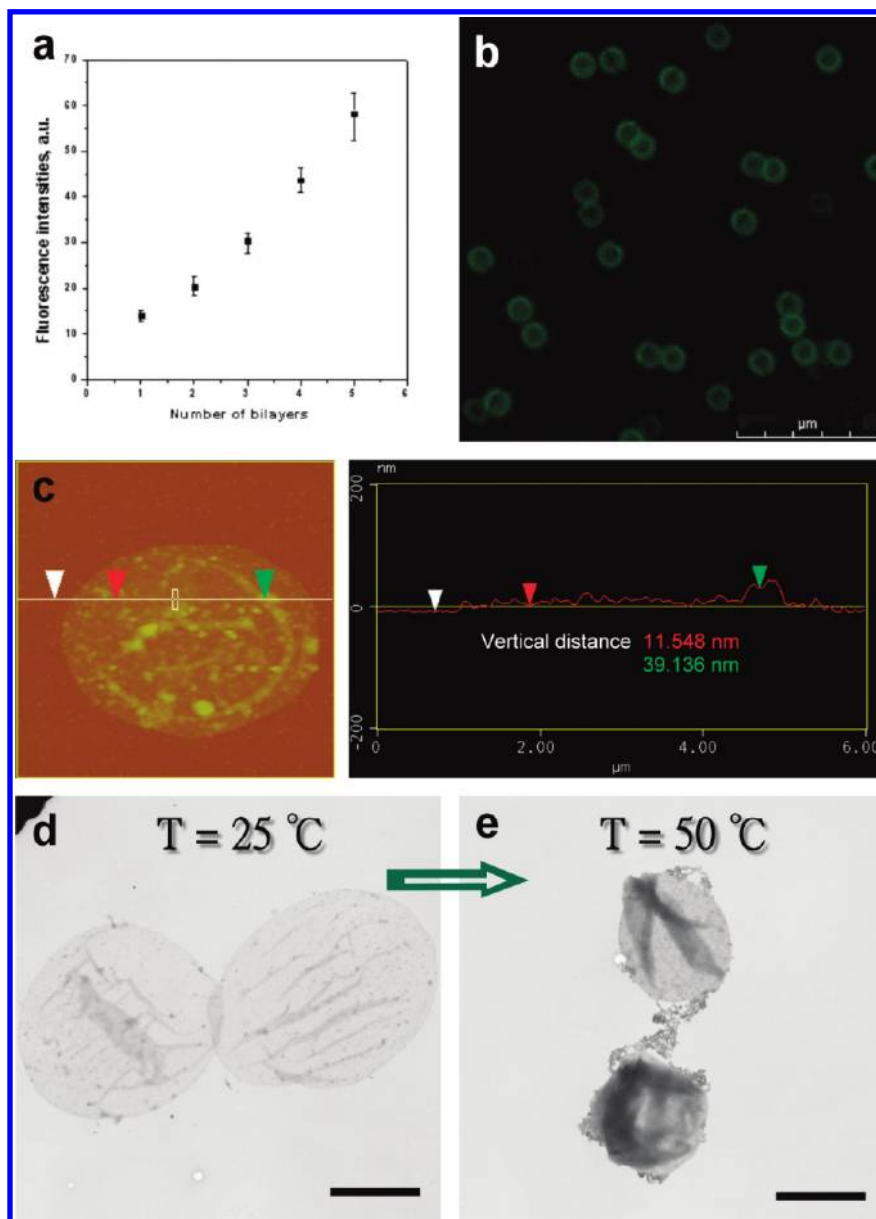 a
70
60
50
40
30
20
10
0
0 1 2 3 4 5 6
Fluorescence intensities, a.u.
Number of bilayers
b
µm
c
nm
200
0
-200
Vertical distance 11.548 nm
39.136 nm
0 2.00 4.00 6.00
µm
d
T = 25 °C
e
T = 50 °C